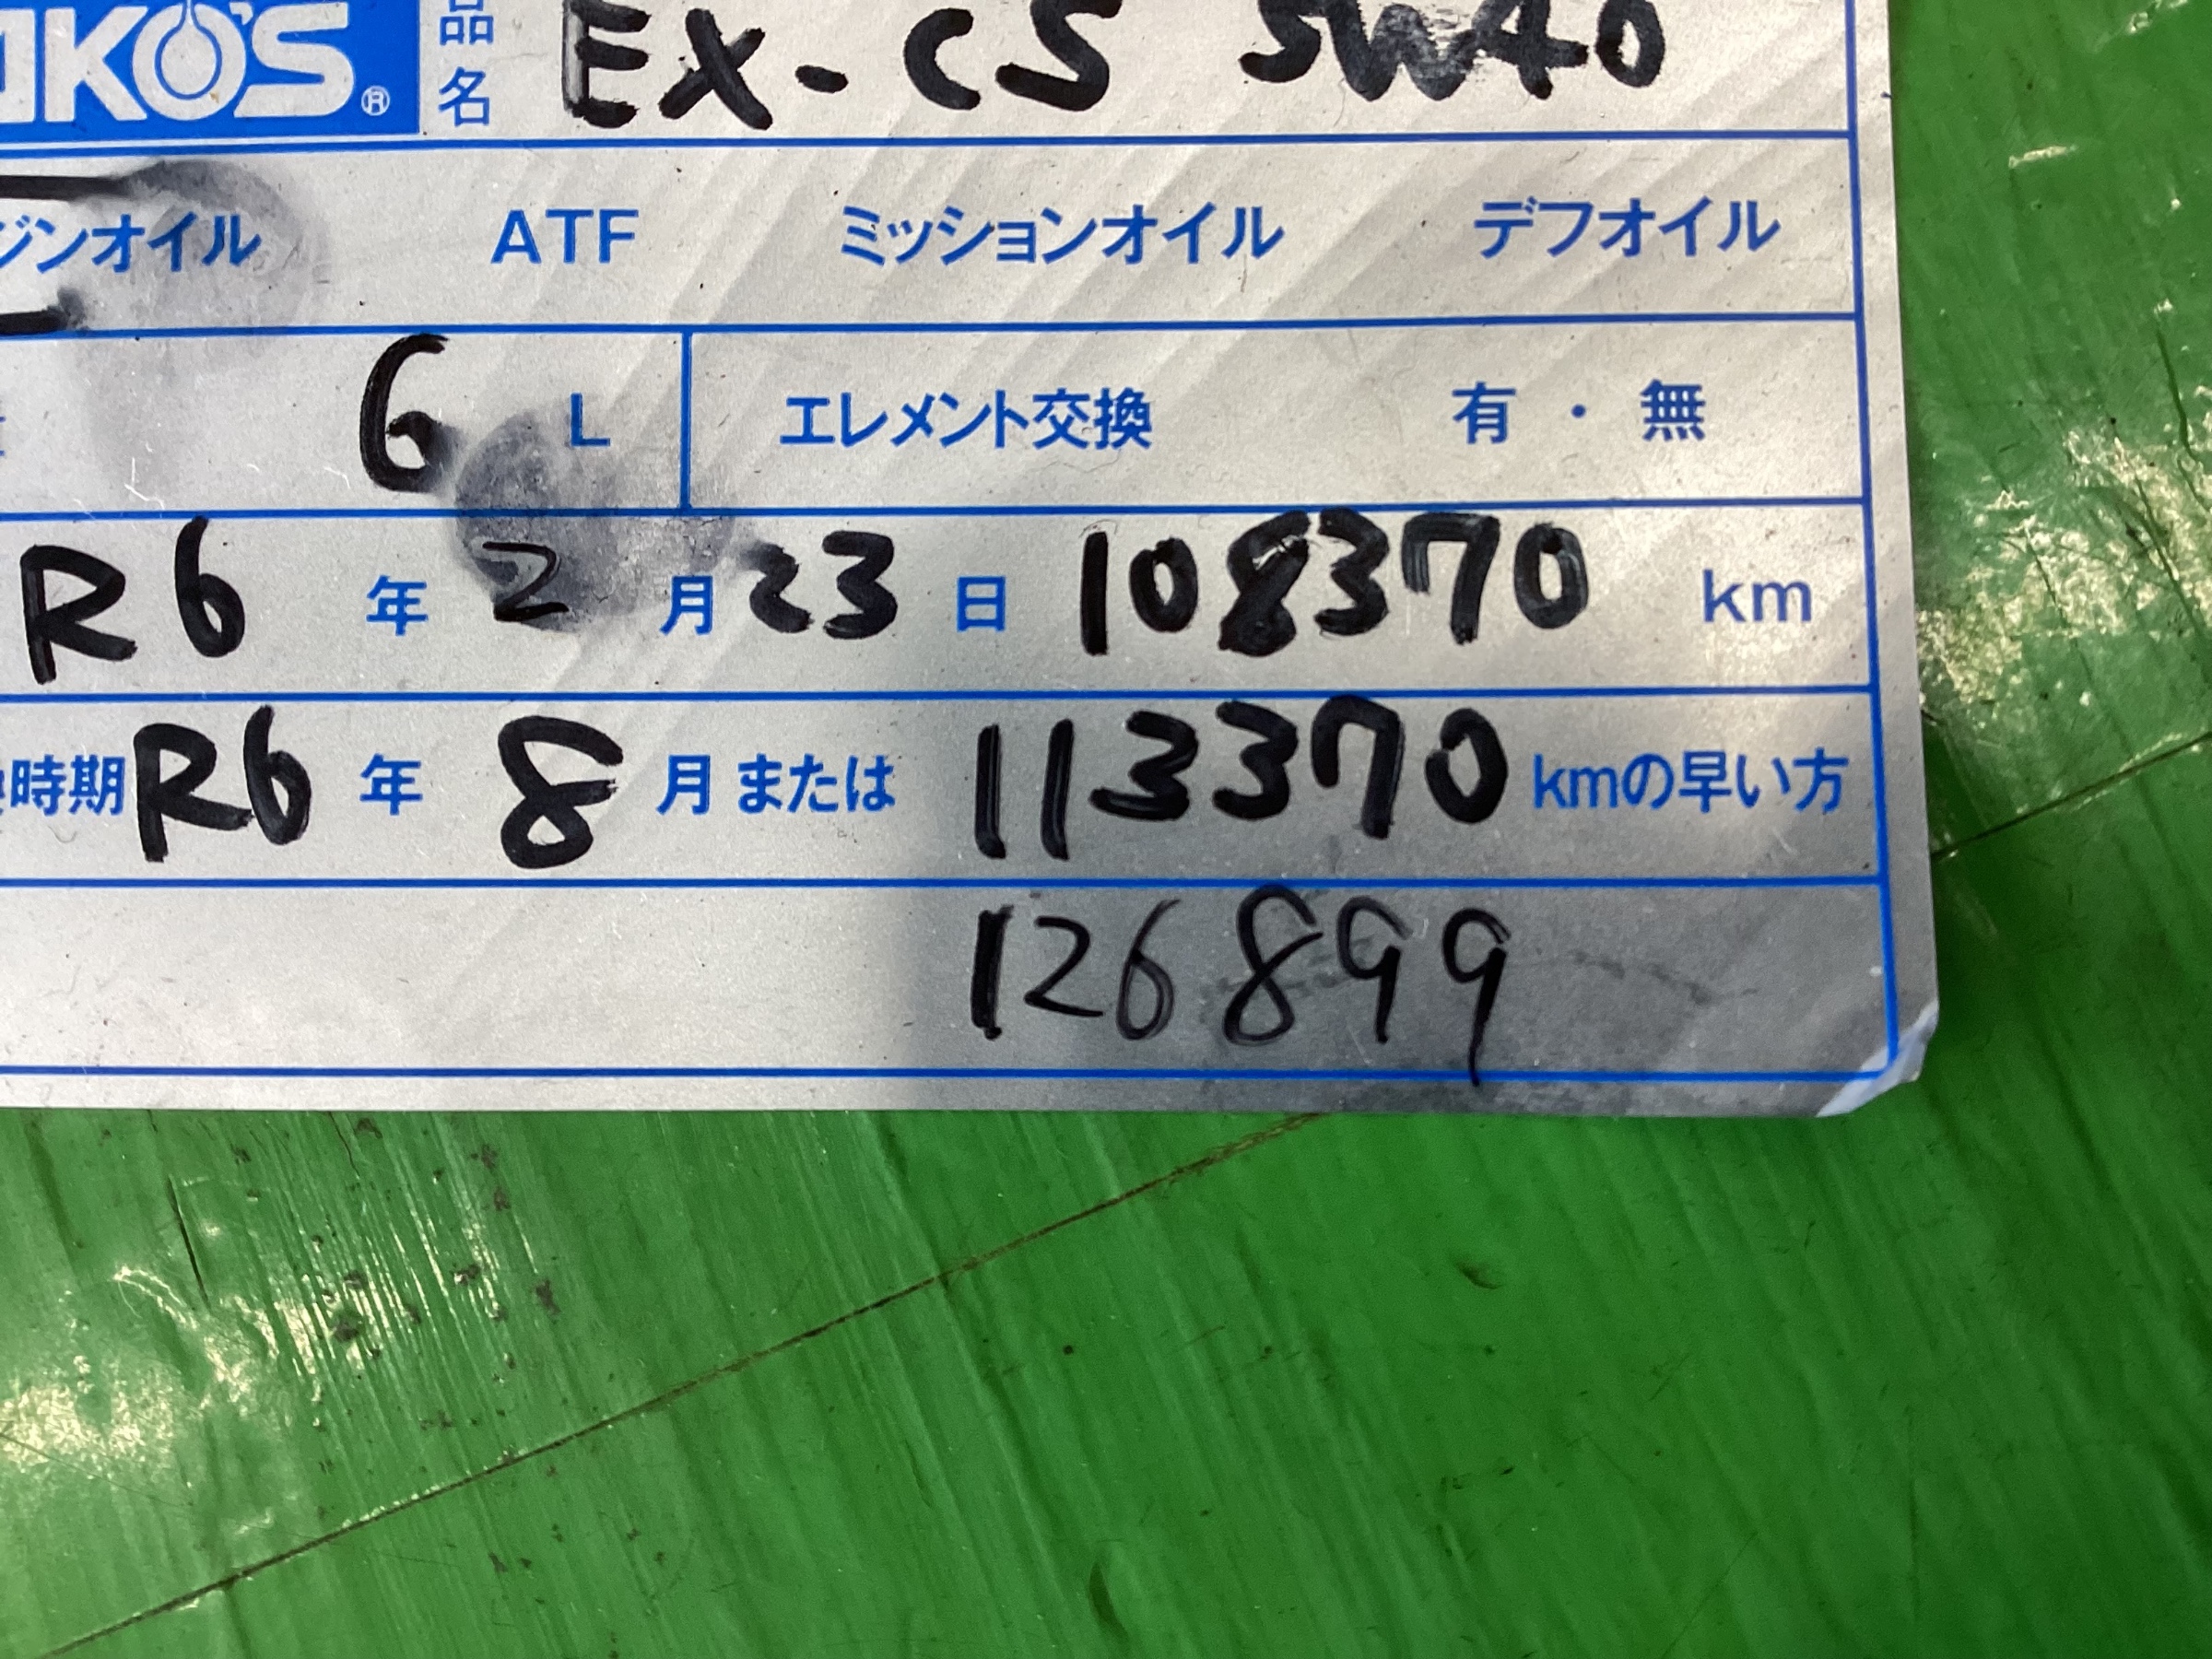 AKO'S® 品名 EX-CS 5W40
ジンオイル ATF ミッションオイル デフオイル
6 L エレメント交換 有・無
R6 年 2 月 23 日 108370 km
時期 R6 年 8 月または 113370 kmの早い方
126899